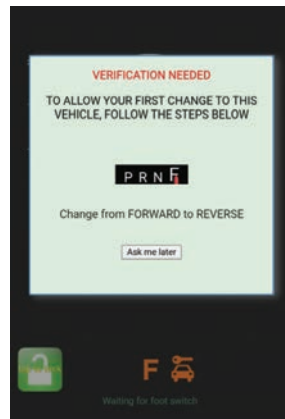 VERIFICATION NEEDED
TO ALLOW YOUR FIRST CHANGE TO THIS
VEHICLE, FOLLOW THE STEPS BELOW
P R N F
Change from FORWARD to REVERSE
Ask me later
F
Waiting for foot switch